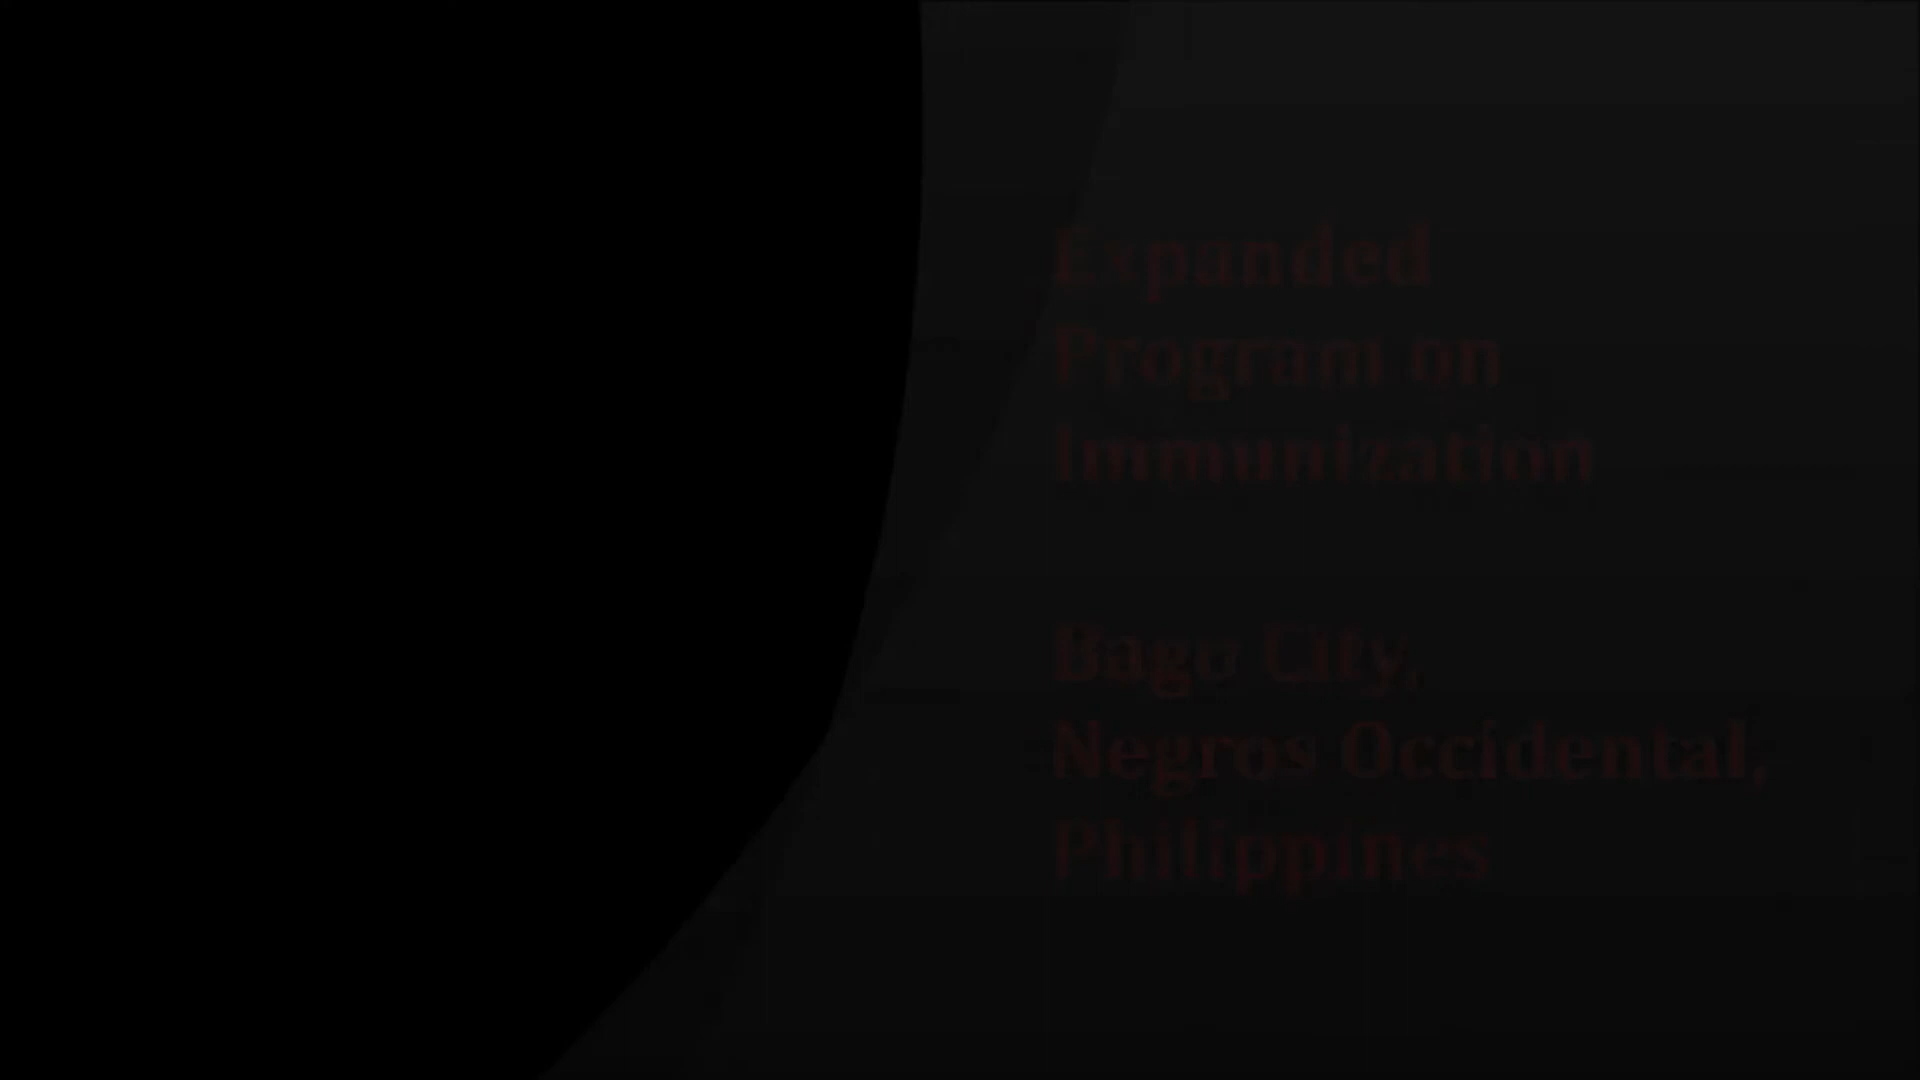 Expanded
Program on
Immunization
Bago City,
Negros Occidental,
Philippines